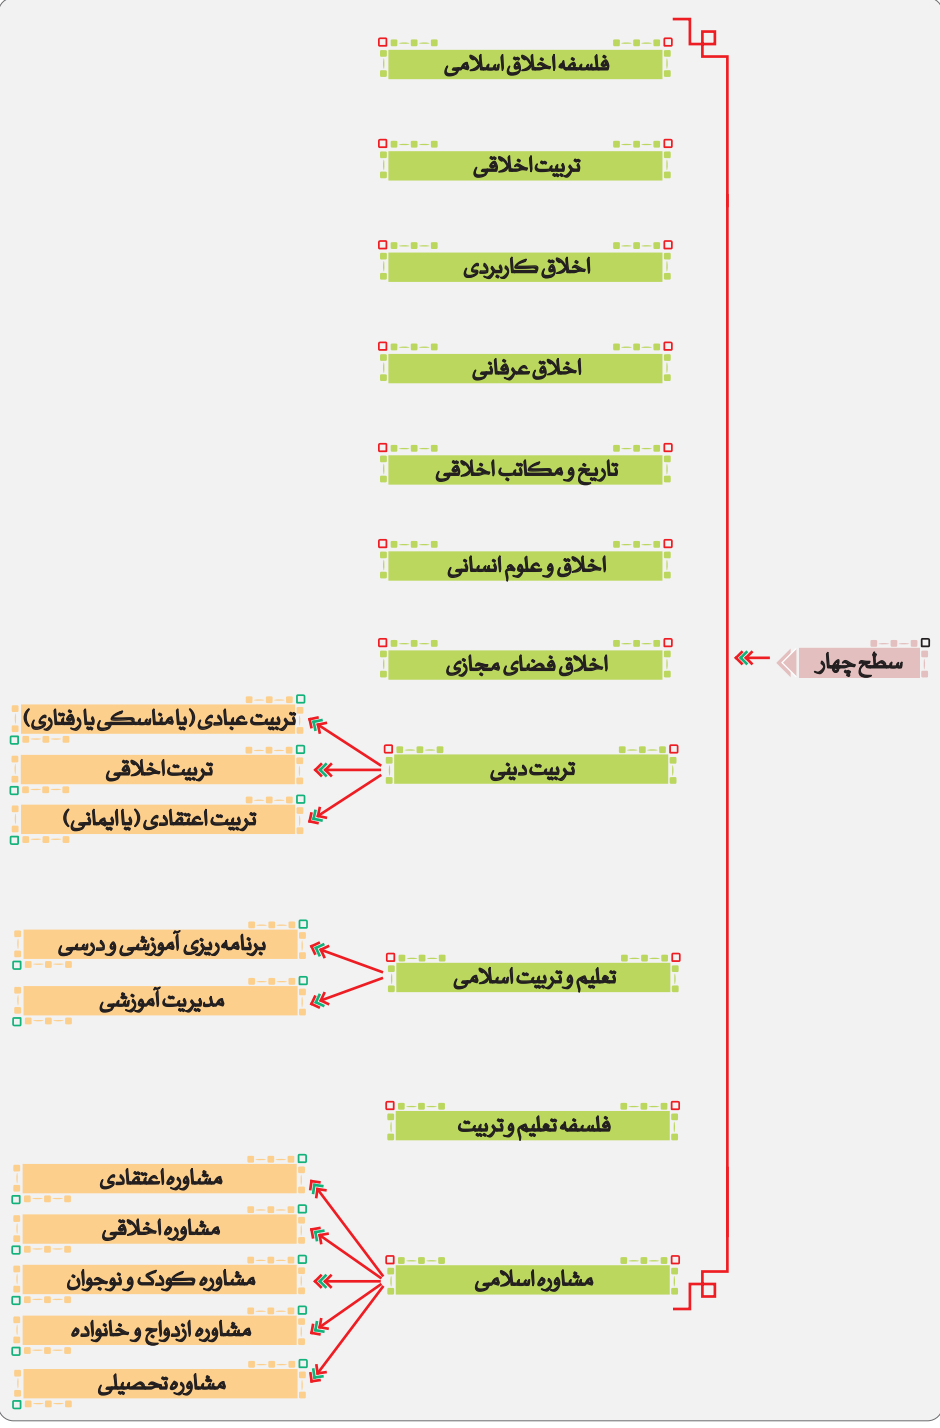 سطح چهار
فلسفه اخلاق اسلامی
تربیت اخلاقی
اخلاق کاربردی
اخلاق عرفانی
تاریخ و مکاتب اخلاقی
اخلاق و علوم انسانی
اخلاق فضای مجازی
تربیت دینی
تربیت عبادی (یا مناسکی یا رفتاری)
تربیت اخلاقی
تربیت اعتقادی (یا ایمانی)
تعلیم و تربیت اسلامی
برنامه ریزی آموزشی و درسی
مدیریت آموزشی
فلسفه تعلیم و تربیت
مشاوره اسلامی
مشاوره اعتقادی
مشاوره اخلاقی
مشاوره کودک و نوجوان
مشاوره ازدواج و خانواده
مشاوره تحصیلی